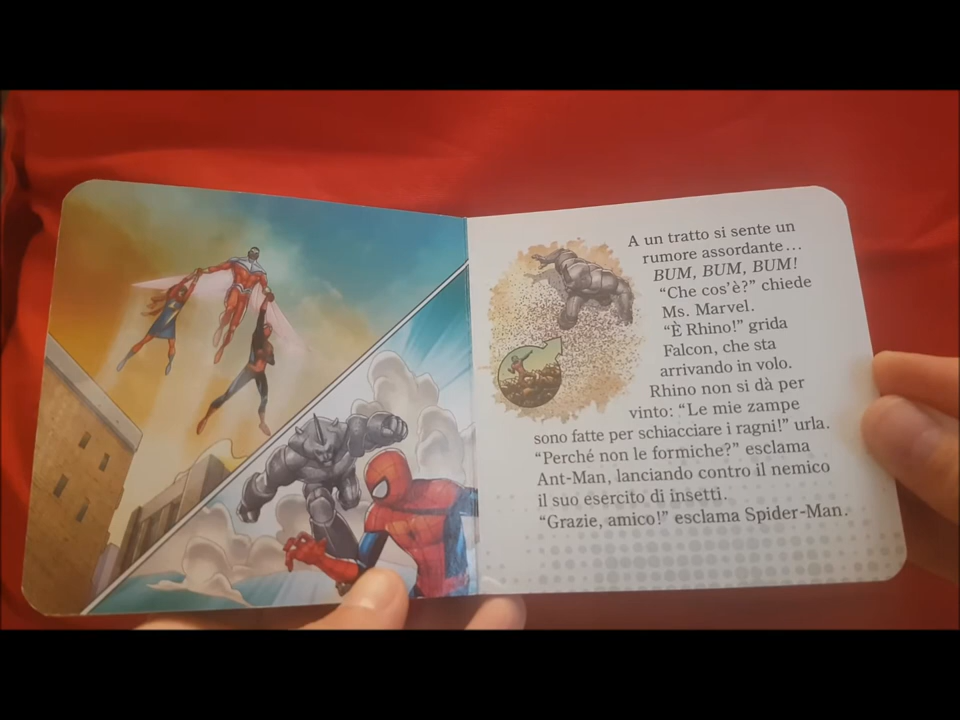 A un tratto si sente un
rumore assordante...
BUM, BUM, BUM!
“Che cos’è?” chiede
Ms. Marvel.
“È Rhino!” grida
Falcon, che sta
arrivando in volo.
Rhino non si dà per
vinto: “Le mie zampe
sono fatte per schiacciare i ragni!” urla.
“Perché non le formiche?” esclama
Ant-Man, lanciando contro il nemico
il suo esercito di insetti.
“Grazie, amico!” esclama Spider-Man.